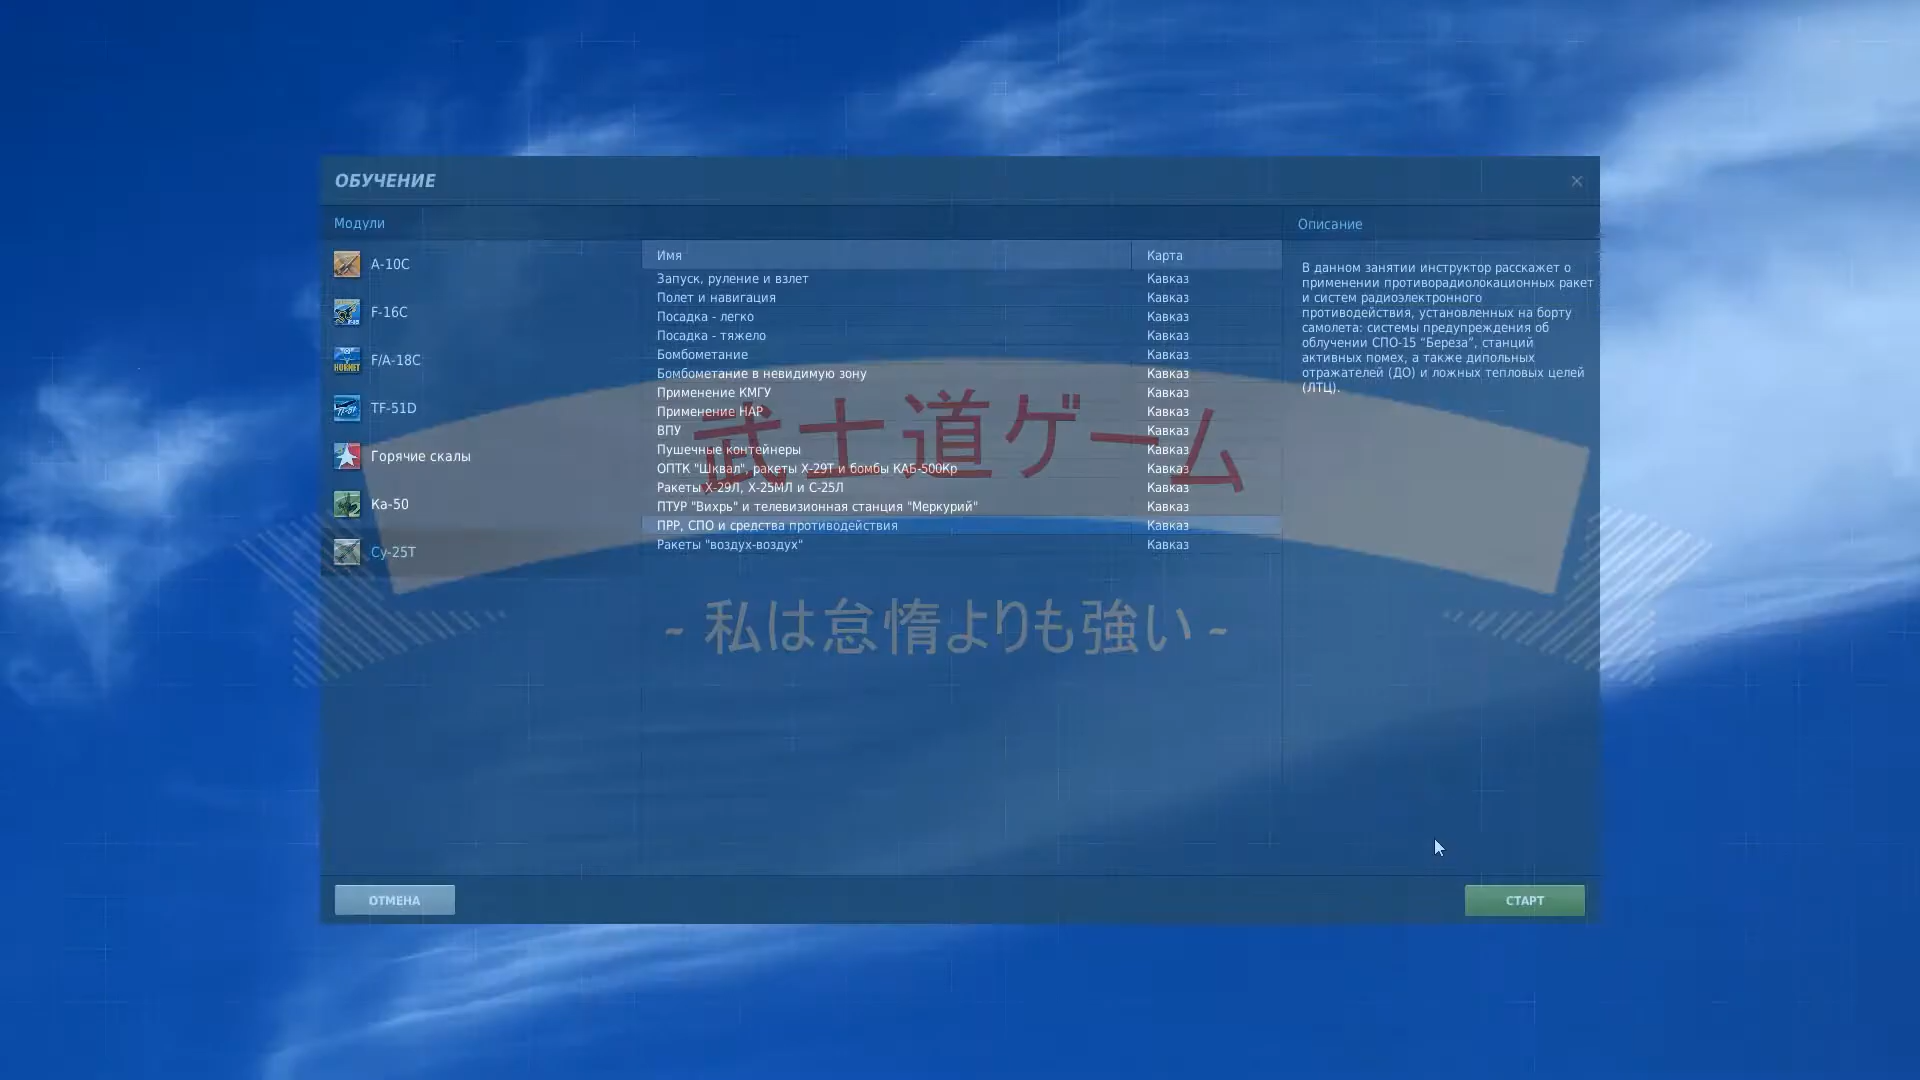 ОБУЧЕНИЕ
Модули
A-10C
F-16C
F/A-18C
TF-51D
Горячие скалы
Ка-50
Су-25Т
Имя Карта
Запуск, руление и взлет Кавказ
Полет и навигация Кавказ
Посадка - легко Кавказ
Посадка - тяжело Кавказ
Бомбометание Кавказ
Бомбометание в невидимую зону Кавказ
Применение КМГУ Кавказ
Применение НАР Кавказ
ВПУ Кавказ
Пушечные контейнеры Кавказ
ОПТК "Шквал", ракеты Х-29Т и бомбы КАБ-500Кр Кавказ
Ракеты Х-29Л, Х-25МЛ и С-25Л Кавказ
ПТУР "Вихрь" и телевизионная станция "Меркурий" Кавказ
ПРР, СПО и средства противодействия Кавказ
Ракеты "воздух-воздух" Кавказ
Описание
В данном занятии инструктор расскажет о
применении противорадиолокационных ракет
и систем радиоэлектронного
противодействия, установленных на борту
самолета: системы предупреждения об
облучении СПО-15 "Береза", станций
активных помех, а также дипольных
отражателей (ДО) и ложных тепловых целей
(ЛТЦ).
武士道ゲーム
- 私は怠惰よりも強い -
ОТМЕНА
СТАРТ